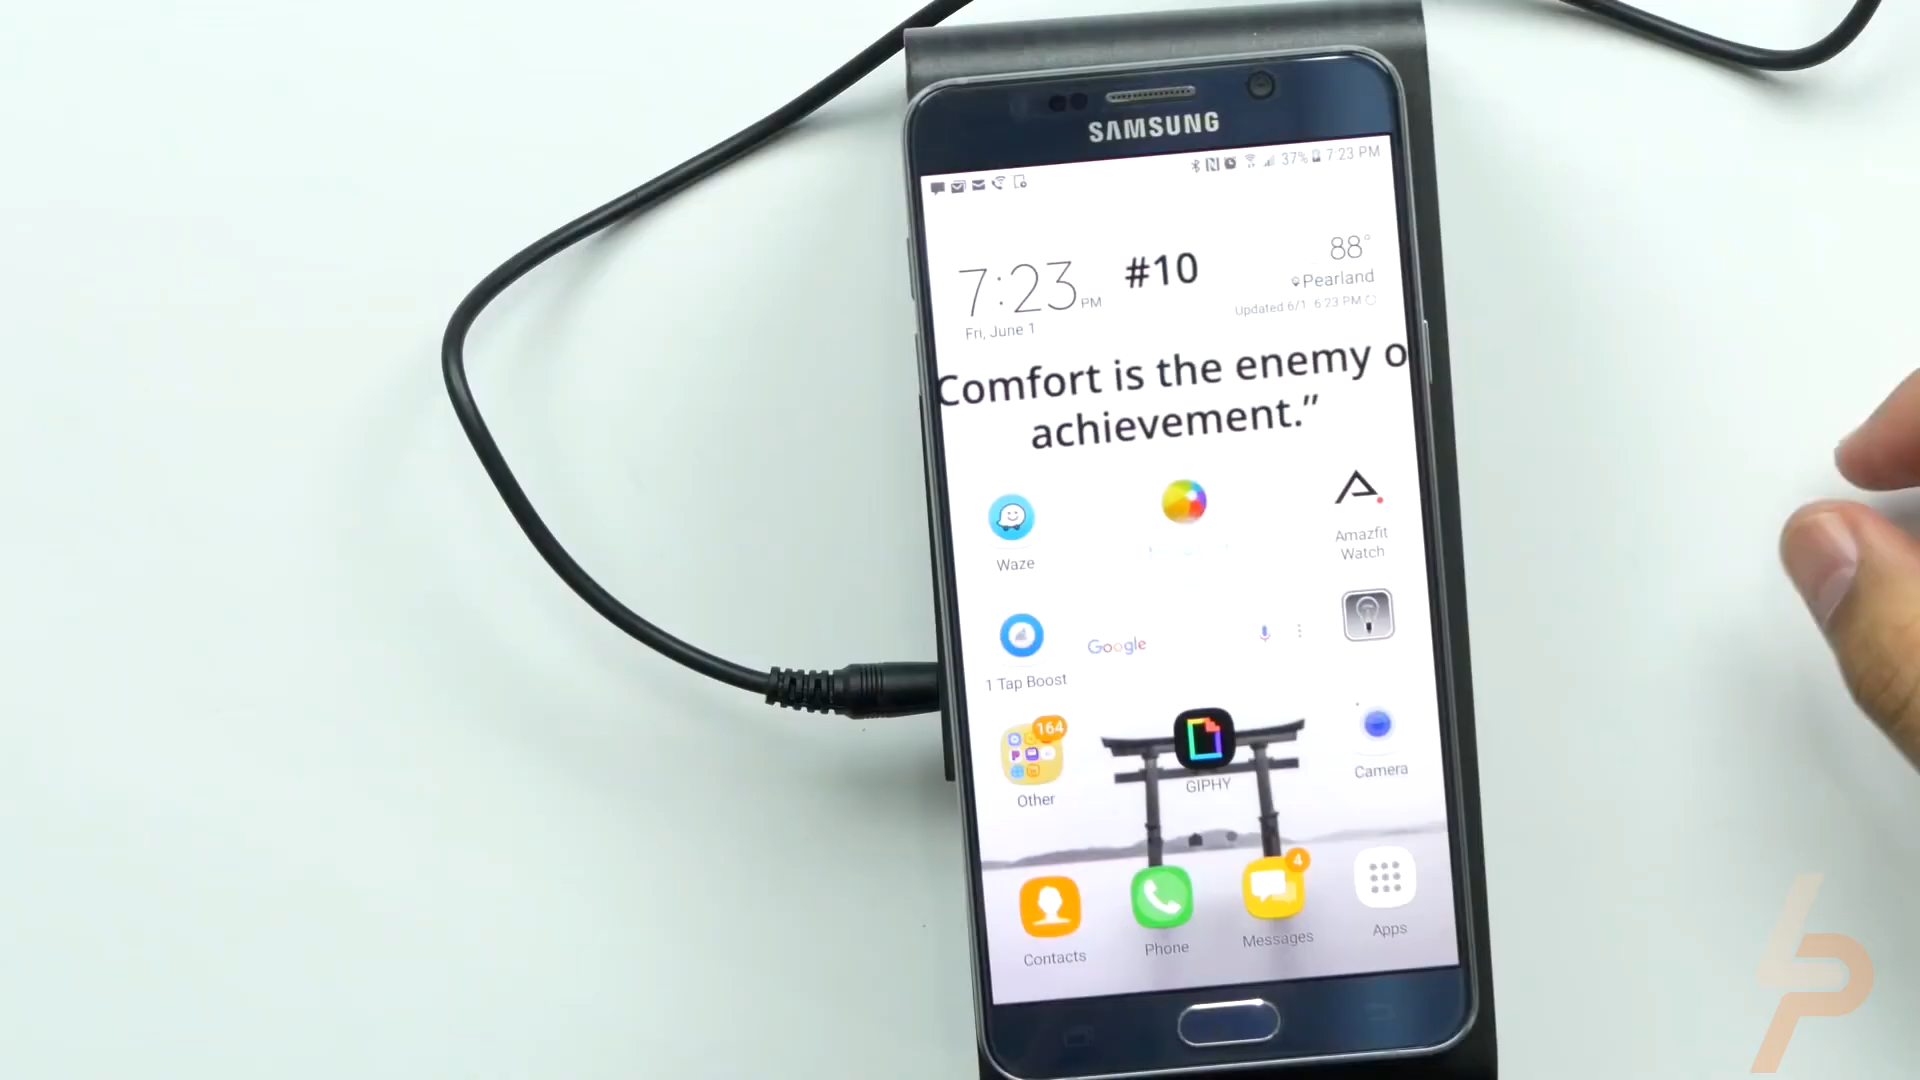 SAMSUNG
37% 7:23 PM
7:23 PM
#10
88°
Pearland
Fri, June 1
Updated 6/1 6:23 PM
Comfort is the enemy o
achievement.”
Waze
Amazfit
Watch
1 Tap Boost
Google
164
Other
GIPHY
Camera
4
Contacts
Phone
Messages
Apps